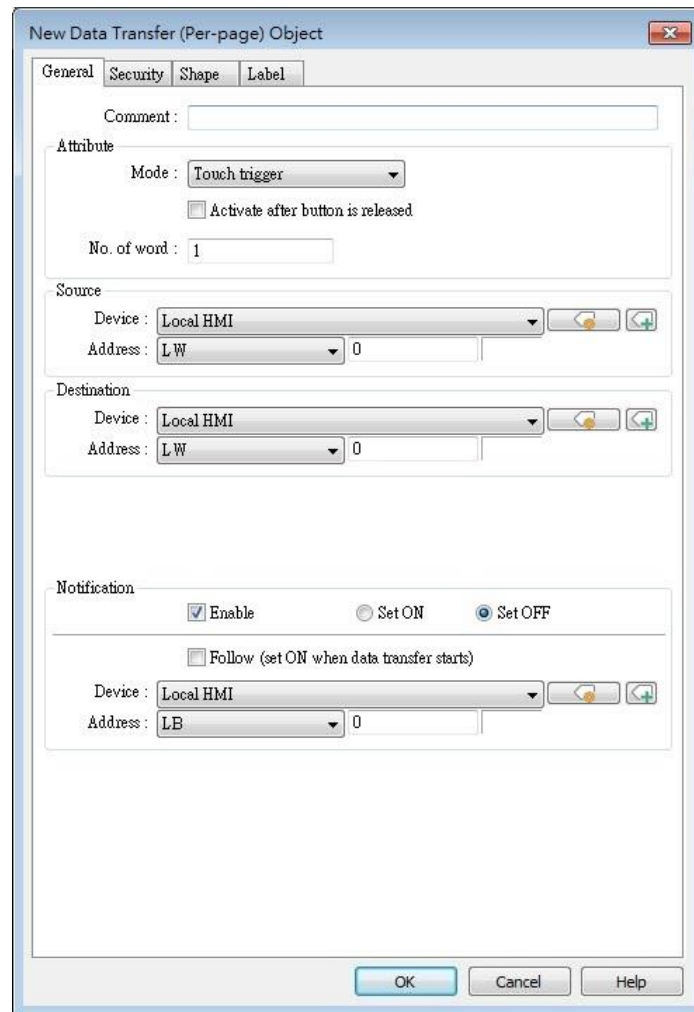 New Data Transfer (Per-page) Object
General Security Shape Label
Comment :
Attribute
Mode : Touch trigger
Activate after button is released
No. of word : 1
Source
Device : Local HMI
Address : LW 0
Destination
Device : Local HMI
Address : LW 0
Notification
Enable Set ON Set OFF
Follow (set ON when data transfer starts)
Device : Local HMI
Address : LB 0
OK Cancel Help